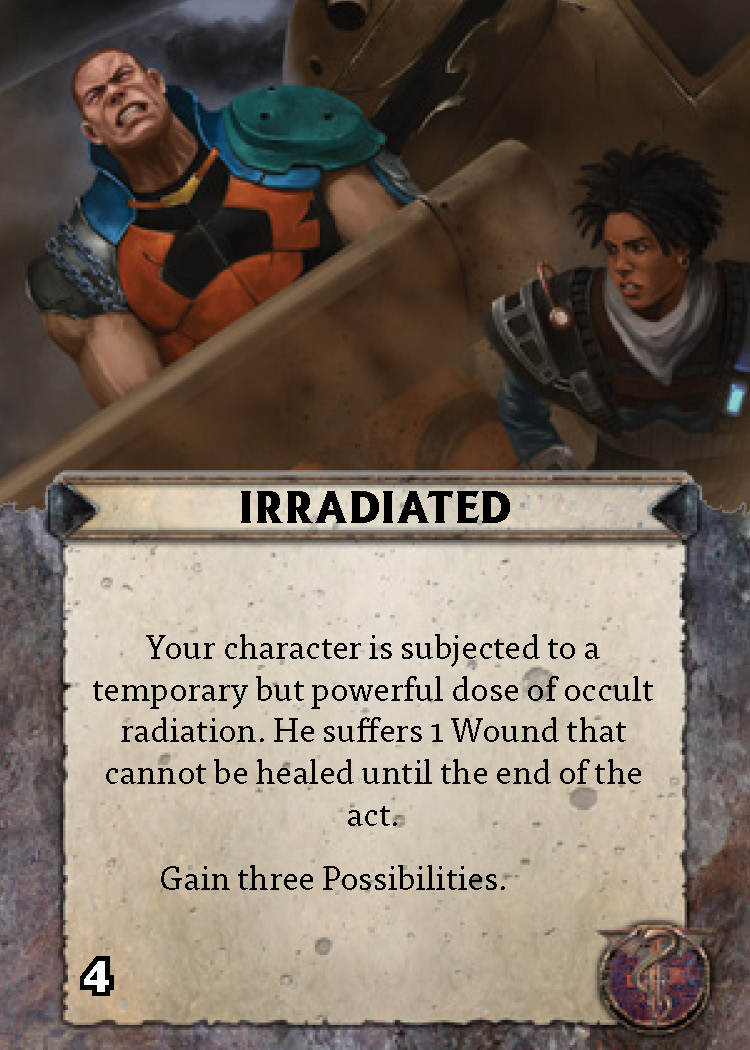 IRRADIATED
Your character is subjected to a
temporary but powerful dose of occult
radiation. He suffers 1 Wound that
cannot be healed until the end of the
act.
Gain three Possibilities.
4